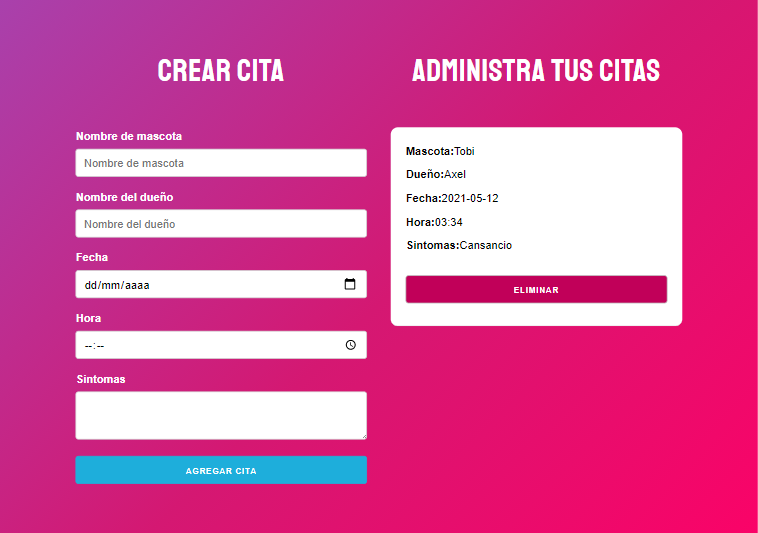 CREAR CITA
Nombre de mascota
Nombre de mascota
Nombre del dueño
Nombre del dueño
Fecha
dd/mm/aaaa
Hora
--:--
Sintomas
AGREGAR CITA
ADMINISTRA TUS CITAS
Mascota:Tobi
Dueño:Axel
Fecha:2021-05-12
Hora:03:34
Sintomas:Cansancio
ELIMINAR